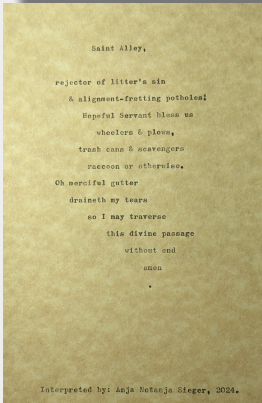 Saint Alley,
rejector of litter's sin
& alignment-fretting potholes!
Hopeful Servant bless us
wheelers & plows,
trash cans & scavengers
raccoon or otherwise.
Oh merciful gutter
draineth my tears
so I may traverse
this divine passage
without end
amen
.
Interpreted by: Anja Notanja Sieger, 2024.